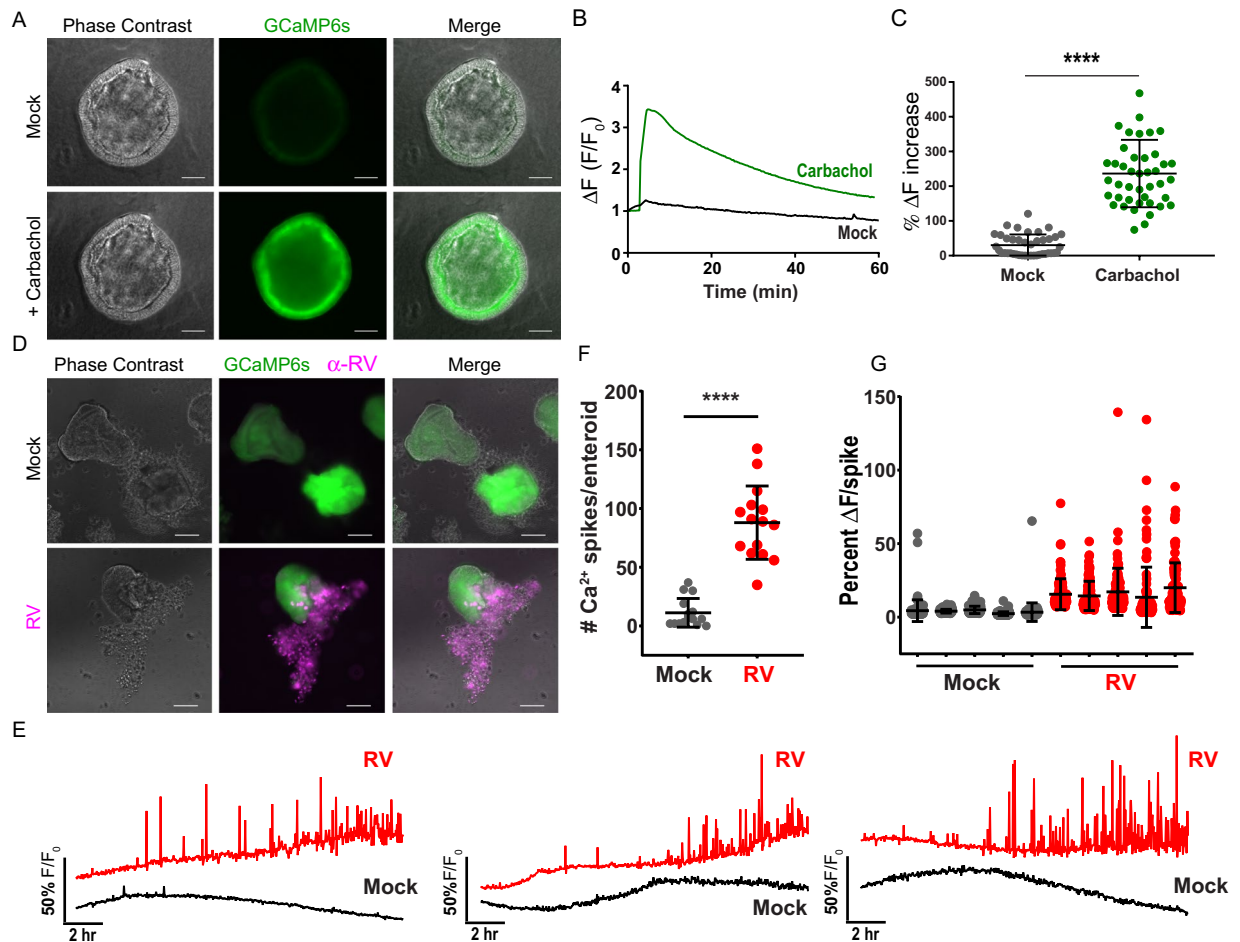 A
Phase Contrast
GCaMP6s
Merge
Mock
+ Carbachol
B
ΔF (F/F0)
4
3
2
1
0
0
20
40
60
Carbachol
Mock
Time (min)
C
****
% ΔF increase
500
400
300
200
100
0
Mock
Carbachol
D
Phase Contrast
GCaMP6s α-RV
Merge
Mock
RV
F
# Ca²⁺ spikes/enteroid
200
150
100
50
0
****
Mock
RV
G
Percent ΔF/spike
150
100
50
0
Mock
RV
E
RV
Mock
50% F/F0
2 hr
RV
Mock
50% F/F0
2 hr
RV
Mock
50% F/F0
2 hr